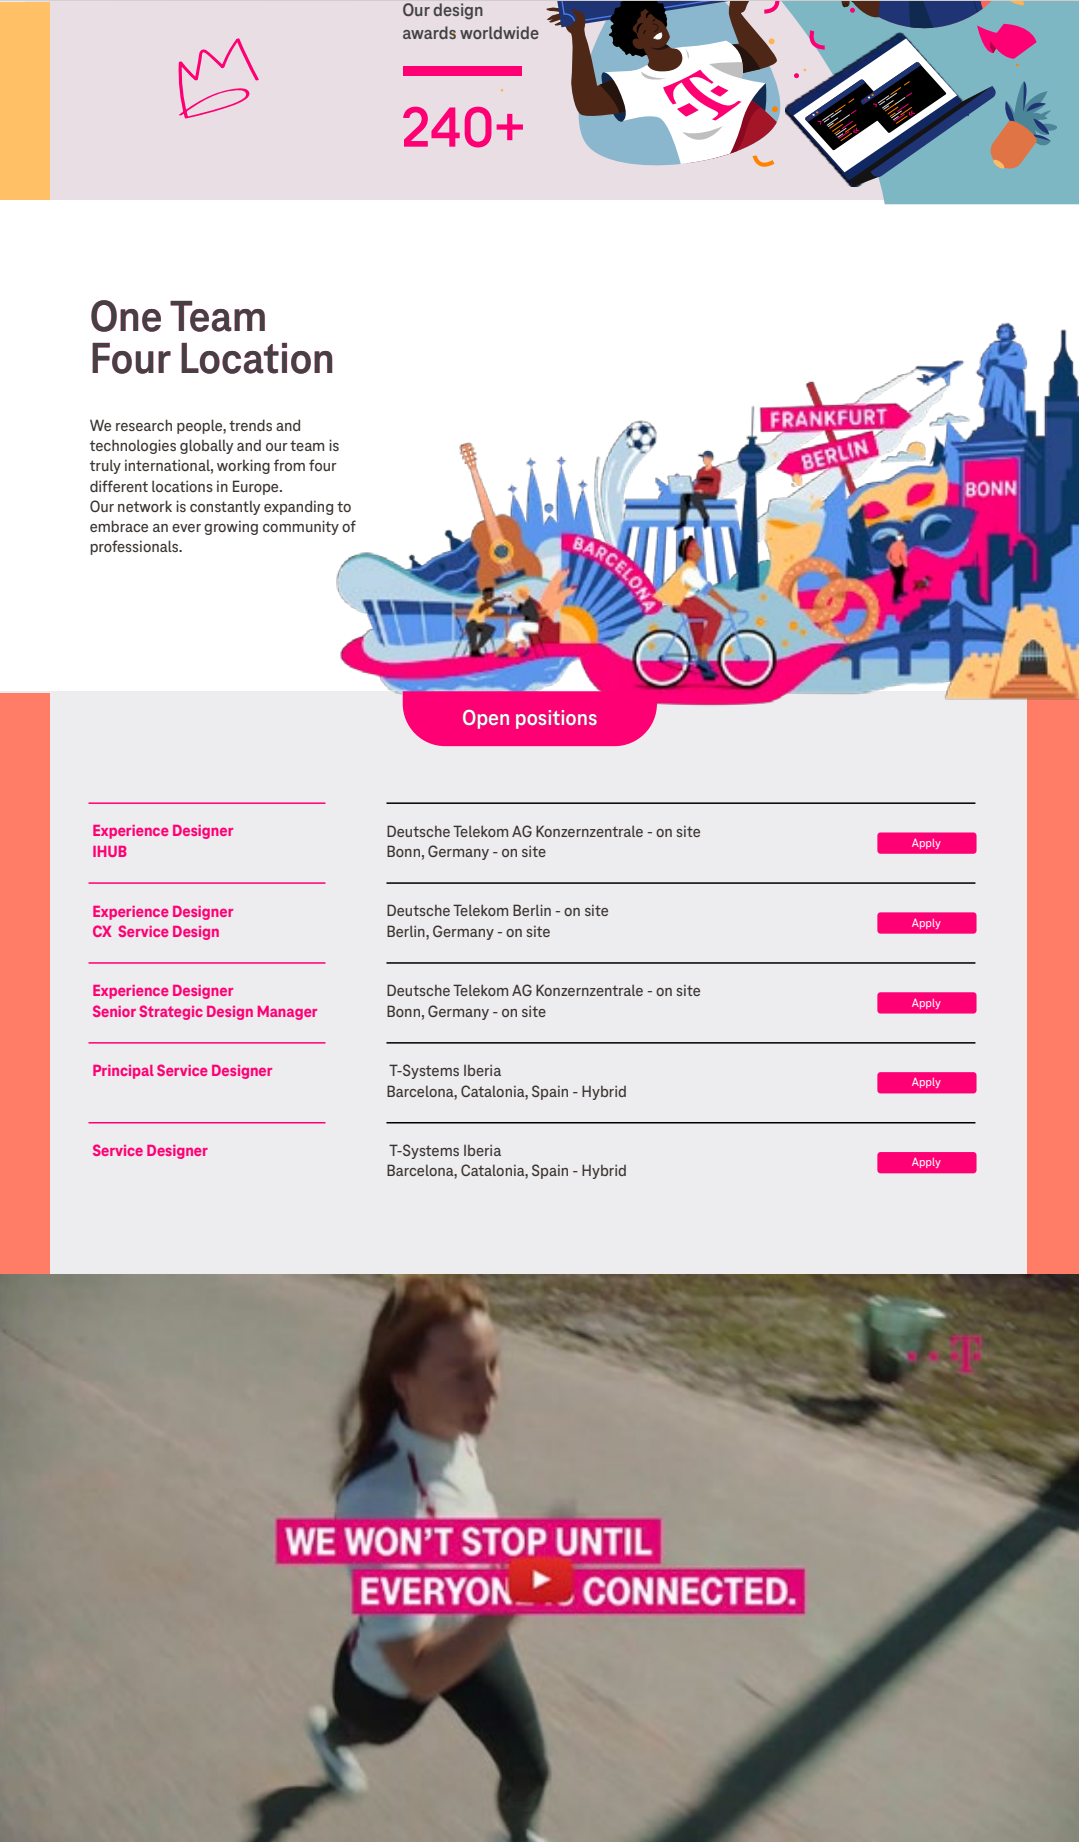 Our design
awards worldwide
240+
One Team
Four Location
We research people, trends and
technologies globally and our team is
truly international, working from four
different locations in Europe.
Our network is constantly expanding to
embrace an ever growing community of
professionals.
FRANKFURT
BERLIN
BONN
BARCELONA
Open positions
Experience Designer
IHUB
Deutsche Telekom AG Konzernzentrale - on site
Bonn, Germany - on site
Apply
Experience Designer
CX Service Design
Deutsche Telekom Berlin - on site
Berlin, Germany - on site
Apply
Experience Designer
Senior Strategic Design Manager
Deutsche Telekom AG Konzernzentrale - on site
Bonn, Germany - on site
Apply
Principal Service Designer
T-Systems Iberia
Barcelona, Catalonia, Spain - Hybrid
Apply
Service Designer
T-Systems Iberia
Barcelona, Catalonia, Spain - Hybrid
Apply
T
WE WON'T STOP UNTIL
CONNECTED.